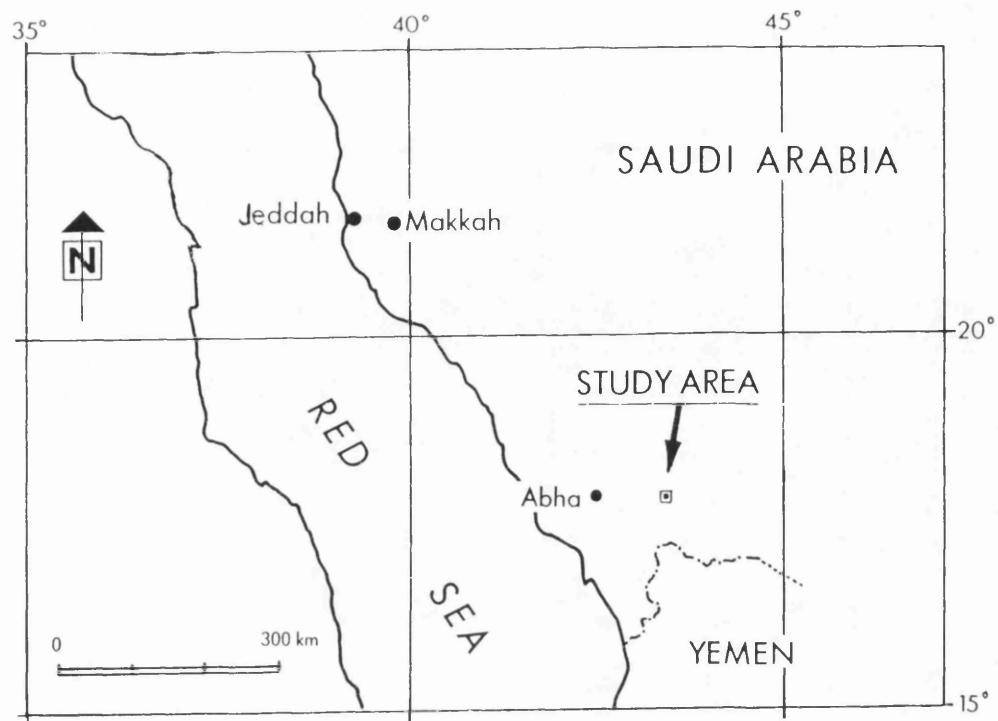 35° 40° 45°
SAUDI ARABIA
Jeddah Makkah
N
20°
STUDY AREA
RED
Abha
SEA
0 300 km
YEMEN
15°